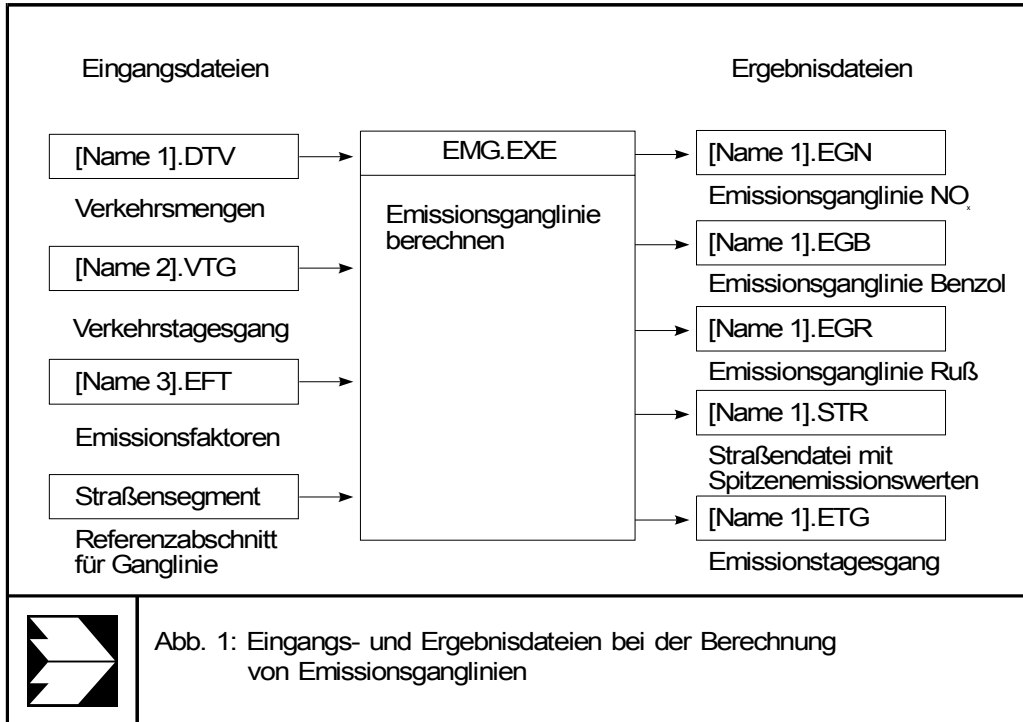 Eingangsdateien
Ergebnisdateien
[Name 1].DTV
Verkehrsmengen
[Name 2].VTG
Verkehrstagesgang
[Name 3].EFT
Emissionsfaktoren
Straßensegment
Referenzabschnitt
für Ganglinie
EMG.EXE
Emissionsganglinie
berechnen
[Name 1].EGN
Emissionsganglinie NOx
[Name 1].EGB
Emissionsganglinie Benzol
[Name 1].EGR
Emissionsganglinie Ruß
[Name 1].STR
Straßendatei mit
Spitzenemissionswerten
[Name 1].ETG
Emissionstagesgang
Abb. 1: Eingangs- und Ergebnisdateien bei der Berechnung
von Emissionsganglinien